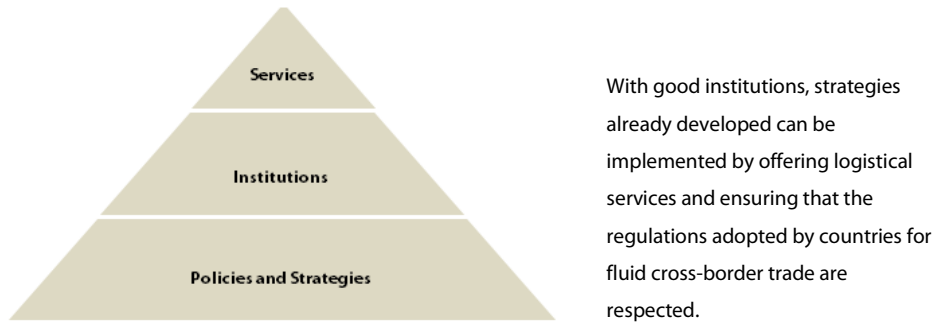 Services
Institutions
Policies and Strategies
With good institutions, strategies
already developed can be
implemented by offering logistical
services and ensuring that the
regulations adopted by countries for
fluid cross-border trade are
respected.